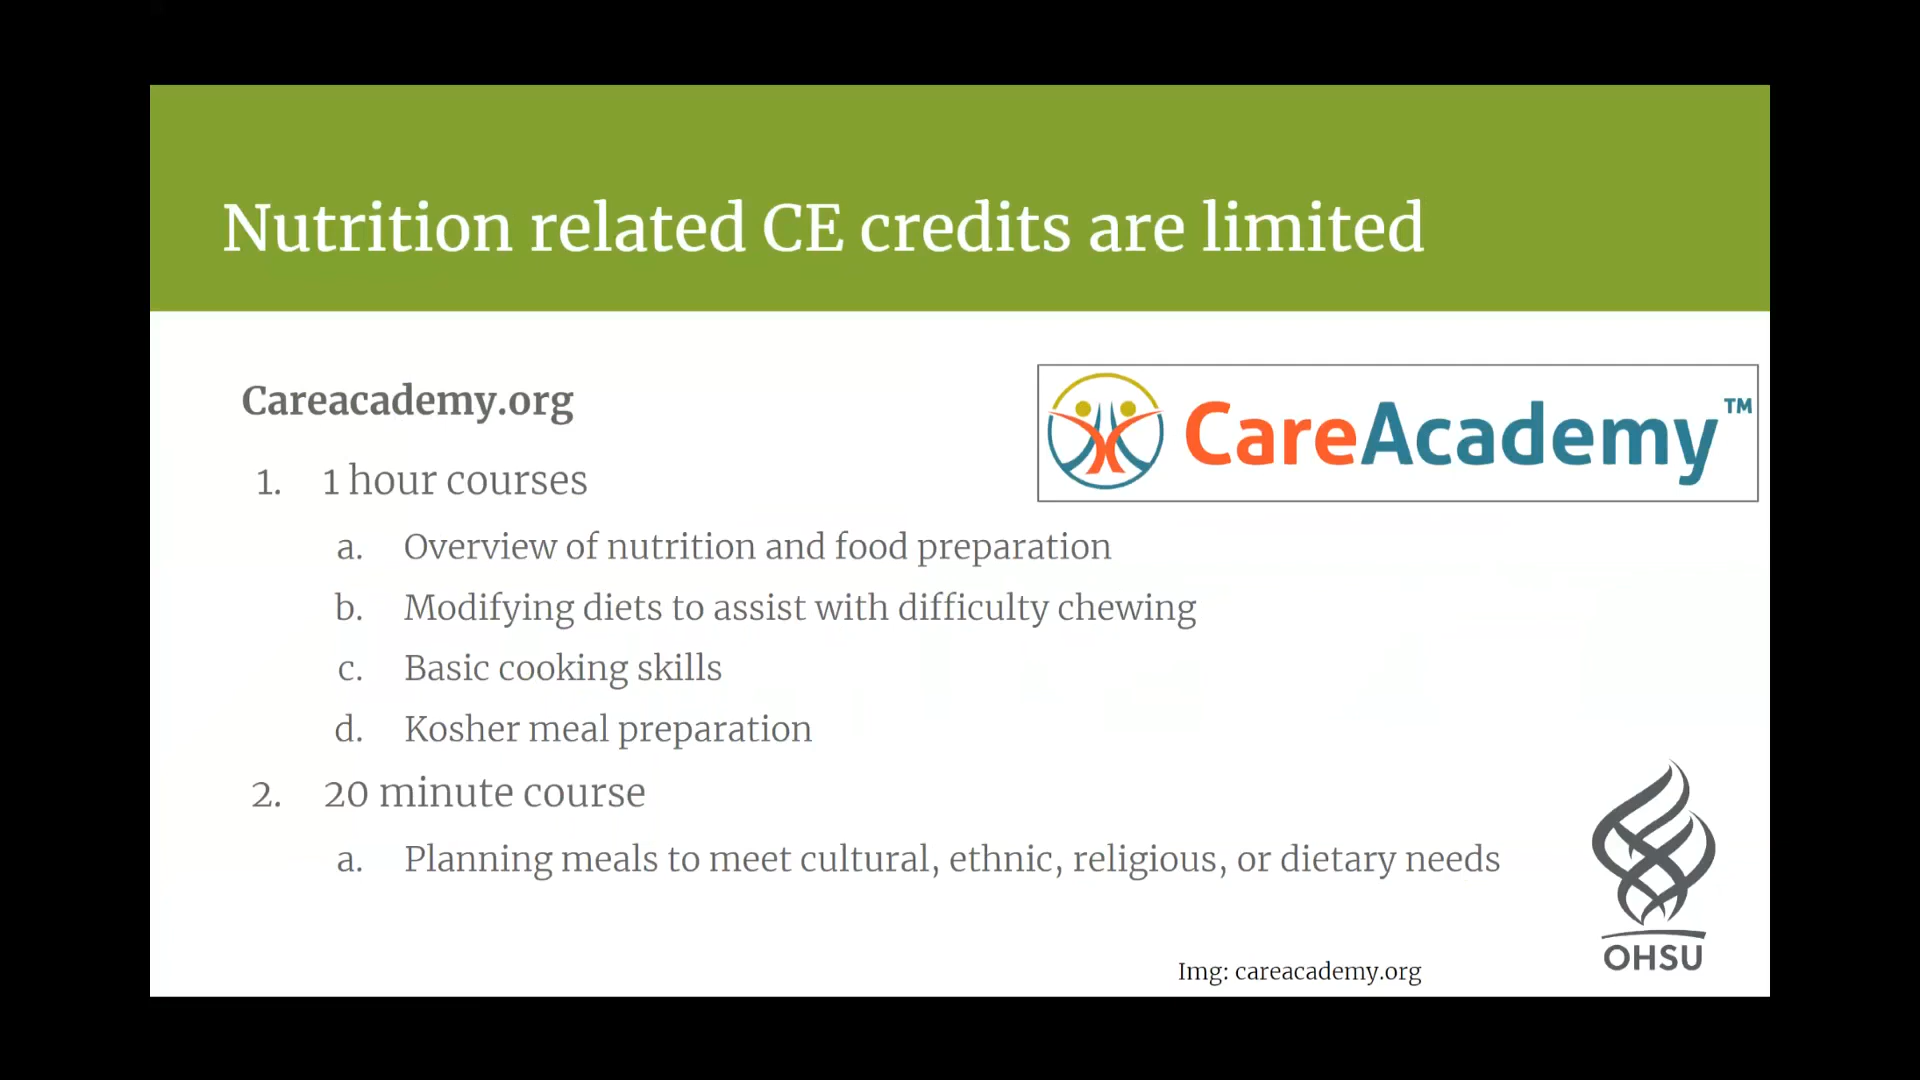 Nutrition related CE credits are limited
Careacademy.org
CareAcademy™
1. 1 hour courses
a. Overview of nutrition and food preparation
b. Modifying diets to assist with difficulty chewing
c. Basic cooking skills
d. Kosher meal preparation
2. 20 minute course
a. Planning meals to meet cultural, ethnic, religious, or dietary needs
OHSU
Img: careacademy.org